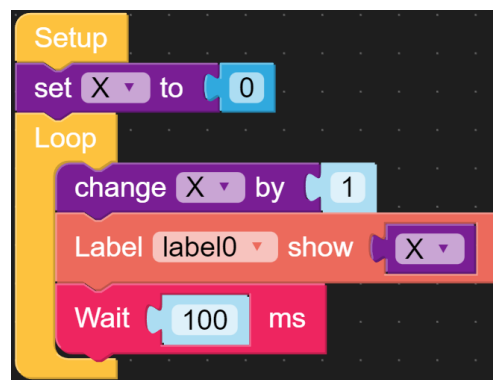 Setup
set X to 0
Loop
change X by 1
Label label0 show X
Wait 100 ms